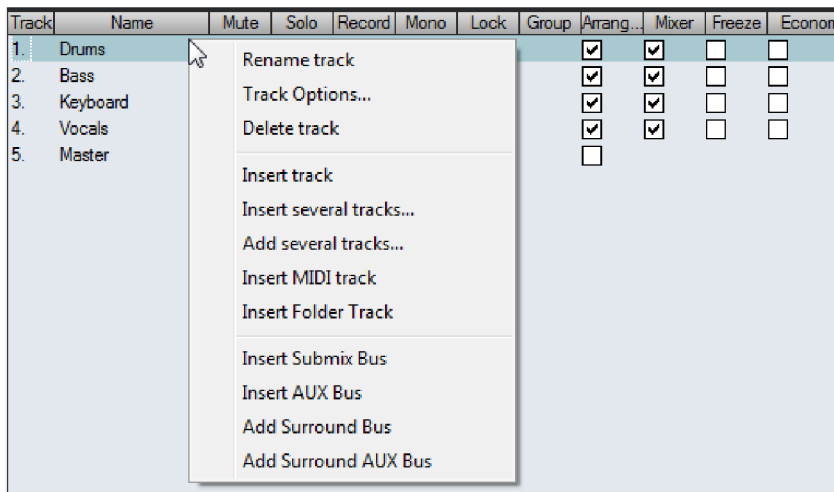 Track Name Mute Solo Record Mono Lock Group Arrang... Mixer Freeze Econom
1. Drums
2. Bass
3. Keyboard
4. Vocals
5. Master
Rename track
Track Options...
Delete track
Insert track
Insert several tracks...
Add several tracks...
Insert MIDI track
Insert Folder Track
Insert Submix Bus
Insert AUX Bus
Add Surround Bus
Add Surround AUX Bus